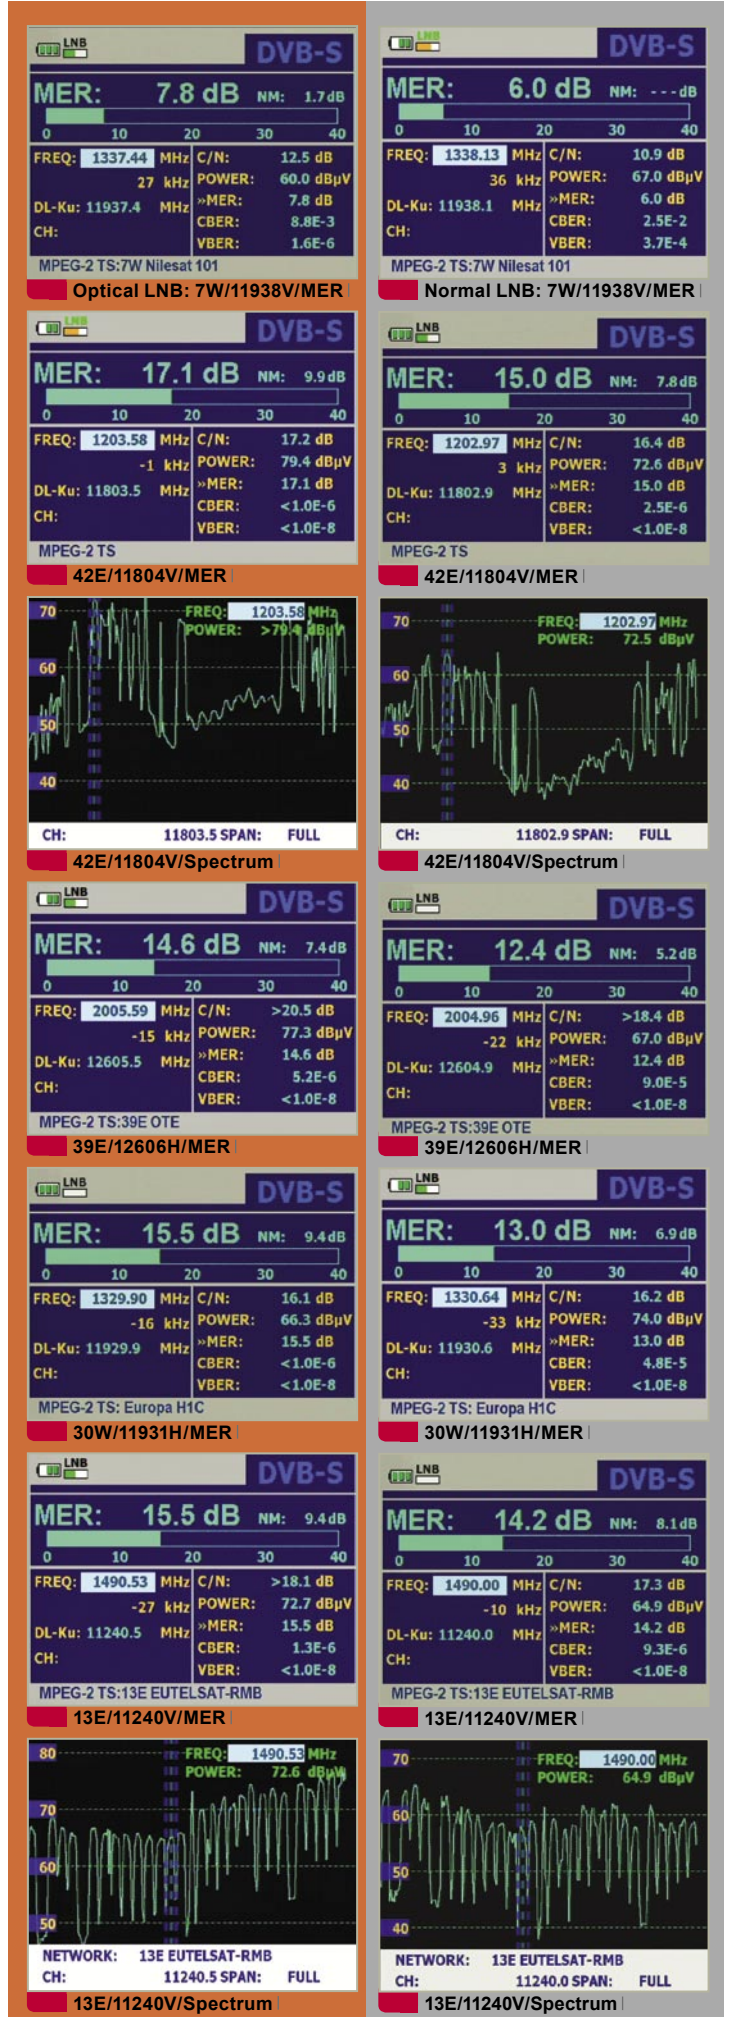 LNB
DVB-S
MER: 7.8 dB NM: 1.7dB
0 10 20 30 40
FREQ: 1337.44 MHz C/N: 12.5 dB
27 kHz POWER: 60.0 dBµV
DL-Ku: 11937.4 MHz »MER: 7.8 dB
CBER: 8.8E-3
CH:
VBER: 1.6E-6
MPEG-2 TS:7W Nilesat 101
Optical LNB: 7W/11938V/MER
LNB
DVB-S
MER: 6.0 dB NM: ---dB
0 10 20 30 40
FREQ: 1338.13 MHz C/N: 10.9 dB
36 kHz POWER: 67.0 dBµV
DL-Ku: 11938.1 MHz »MER: 6.0 dB
CBER: 2.5E-2
CH:
VBER: 3.7E-4
MPEG-2 TS:7W Nilesat 101
Normal LNB: 7W/11938V/MER
LNB
DVB-S
MER: 17.1 dB NM: 9.9dB
0 10 20 30 40
FREQ: 1203.58 MHz C/N: 17.2 dB
-1 kHz POWER: 79.4 dBµV
DL-Ku: 11803.5 MHz »MER: 17.1 dB
CBER: <1.0E-6
CH:
VBER: <1.0E-8
MPEG-2 TS
42E/11804V/MER
LNB
DVB-S
MER: 15.0 dB NM: 7.8dB
0 10 20 30 40
FREQ: 1202.97 MHz C/N: 16.4 dB
3 kHz POWER: 72.6 dBµV
DL-Ku: 11802.9 MHz »MER: 15.0 dB
CBER: 2.5E-6
CH:
VBER: <1.0E-8
MPEG-2 TS
42E/11804V/MER
70 FREQ: 1203.58 MHz
POWER: >79.4 dBµV
60
50
40
CH: 11803.5 SPAN: FULL
42E/11804V/Spectrum
70 FREQ: 1202.97 MHz
POWER: 72.5 dBµV
60
50
40
CH: 11802.9 SPAN: FULL
42E/11804V/Spectrum
LNB
DVB-S
MER: 14.6 dB NM: 7.4dB
0 10 20 30 40
FREQ: 2005.59 MHz C/N: >20.5 dB
-15 kHz POWER: 77.3 dBµV
DL-Ku: 12605.5 MHz »MER: 14.6 dB
CBER: 5.2E-6
CH:
VBER: <1.0E-8
MPEG-2 TS:39E OTE
39E/12606H/MER
LNB
DVB-S
MER: 12.4 dB NM: 5.2dB
0 10 20 30 40
FREQ: 2004.96 MHz C/N: >18.4 dB
-22 kHz POWER: 67.0 dBµV
DL-Ku: 12604.9 MHz »MER: 12.4 dB
CBER: 9.0E-5
CH:
VBER: <1.0E-8
MPEG-2 TS:39E OTE
39E/12606H/MER
LNB
DVB-S
MER: 15.5 dB NM: 9.4dB
0 10 20 30 40
FREQ: 1329.90 MHz C/N: 16.1 dB
-16 kHz POWER: 66.3 dBµV
DL-Ku: 11929.9 MHz »MER: 15.5 dB
CBER: <1.0E-6
CH:
VBER: <1.0E-8
MPEG-2 TS: Europa H1C
30W/11931H/MER
LNB
DVB-S
MER: 13.0 dB NM: 6.9dB
0 10 20 30 40
FREQ: 1330.64 MHz C/N: 16.2 dB
-33 kHz POWER: 74.0 dBµV
DL-Ku: 11930.6 MHz »MER: 13.0 dB
CBER: 4.8E-5
CH:
VBER: <1.0E-8
MPEG-2 TS: Europa H1C
30W/11931H/MER
LNB
DVB-S
MER: 15.5 dB NM: 9.4dB
0 10 20 30 40
FREQ: 1490.53 MHz C/N: >18.1 dB
-27 kHz POWER: 72.7 dBµV
DL-Ku: 11240.5 MHz »MER: 15.5 dB
CBER: 1.3E-6
CH:
VBER: <1.0E-8
MPEG-2 TS:13E EUTELSAT-RMB
13E/11240V/MER
LNB
DVB-S
MER: 14.2 dB NM: 8.1dB
0 10 20 30 40
FREQ: 1490.00 MHz C/N: 17.3 dB
-10 kHz POWER: 64.9 dBµV
DL-Ku: 11240.0 MHz »MER: 14.2 dB
CBER: 9.3E-6
CH:
VBER: <1.0E-8
MPEG-2 TS:13E EUTELSAT-RMB
13E/11240V/MER
80 FREQ: 1490.53 MHz
POWER: 72.6 dBµV
70
60
50
NETWORK: 13E EUTELSAT-RMB
CH: 11240.5 SPAN: FULL
13E/11240V/Spectrum
70 FREQ: 1490.00 MHz
POWER: 64.9 dBµV
60
50
40
NETWORK: 13E EUTELSAT-RMB
CH: 11240.0 SPAN: FULL
13E/11240V/Spectrum